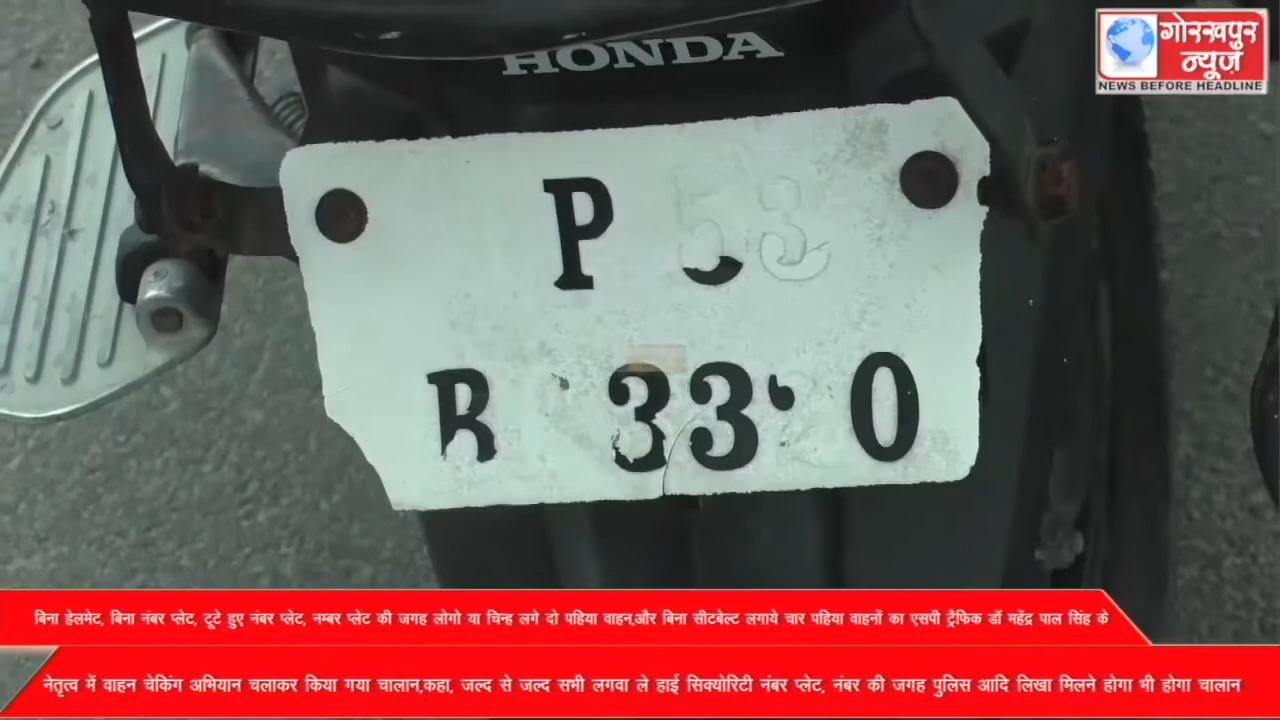 HONDA
गोरखपुर
न्यूज़
NEWS BEFORE HEADLINE
P 53
R 33 0
बिना हेलमेट, बिना नंबर प्लेट, टूटे हुए नंबर प्लेट, नम्बर प्लेट की जगह लोगो या चिन्ह लगे दो पहिया वाहन,और बिना सीटबेल्ट लगाये चार पहिया वाहनों का एसपी ट्रैफिक डॉ महेंद्र पाल सिंह के
नेतृत्व में वाहन चेकिंग अभियान चलाकर किया गया चालान,कहा, जल्द से जल्द सभी लगवा ले हाई सिक्योरिटी नंबर प्लेट, नंबर की जगह पुलिस आदि लिखा मिलने होगा भी होगा चालान